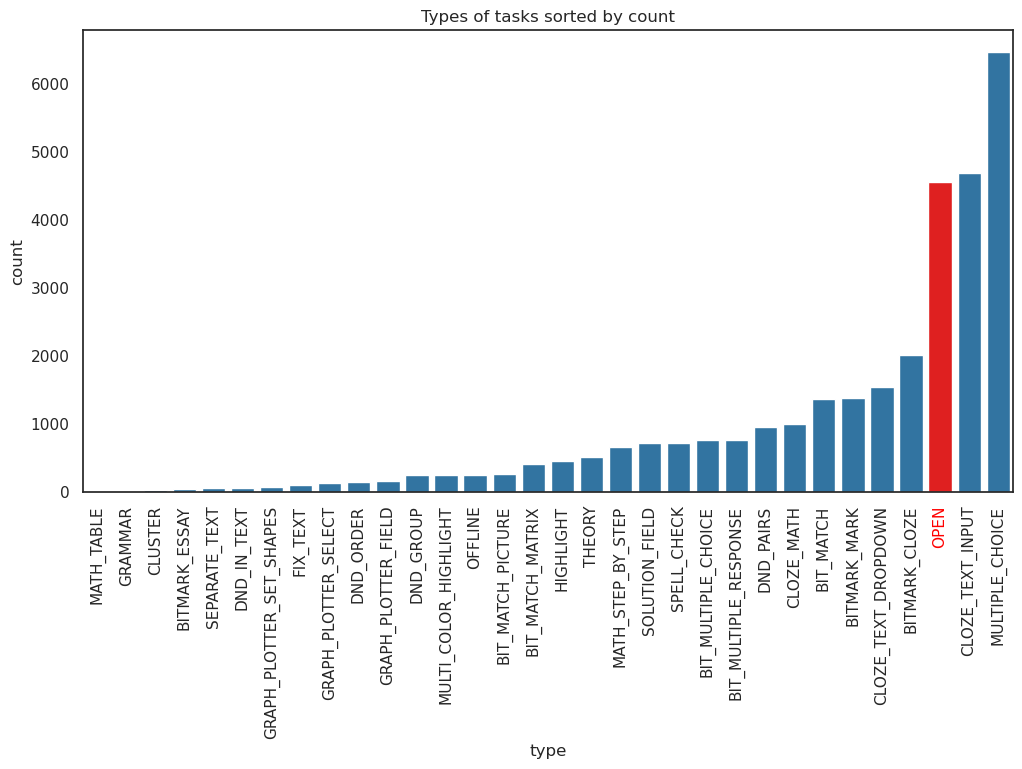 Types of tasks sorted by count
count
6000
5000
4000
3000
2000
1000
0
MATH_TABLE
GRAMMAR
CLUSTER
BITMARK_ESSAY
SEPARATE_TEXT
DND_IN_TEXT
GRAPH_PLOTTER_SET_SHAPES
FIX_TEXT
GRAPH_PLOTTER_SELECT
DND_ORDER
GRAPH_PLOTTER_FIELD
DND_GROUP
MULTI_COLOR_HIGHLIGHT
OFFLINE
BIT_MATCH_PICTURE
BIT_MATCH_MATRIX
HIGHLIGHT
THEORY
MATH_STEP_BY_STEP
SOLUTION_FIELD
SPELL_CHECK
BIT_MULTIPLE_CHOICE
BIT_MULTIPLE_RESPONSE
DND_PAIRS
CLOZE_MATH
BIT_MATCH
BITMARK_MARK
CLOZE_TEXT_DROPDOWN
BITMARK_CLOZE
OPEN
CLOZE_TEXT_INPUT
MULTIPLE_CHOICE
type